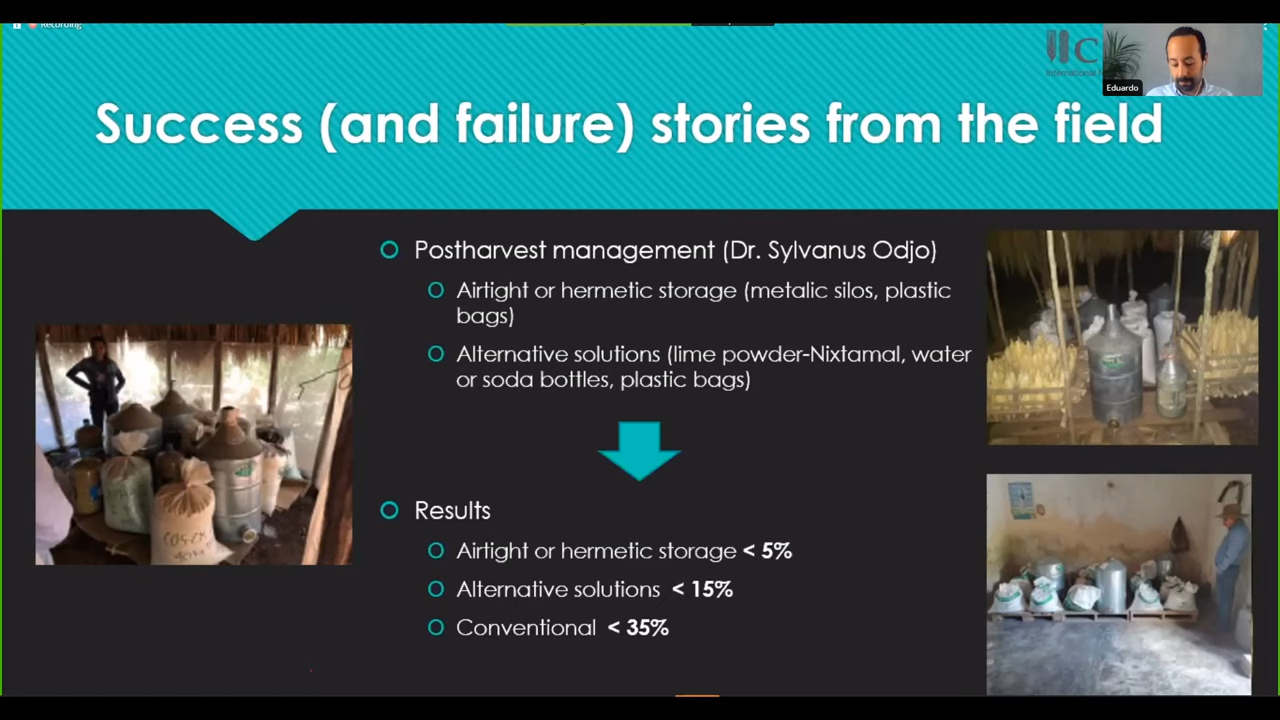 Recording
Eduardo
Success (and failure) stories from the field
Postharvest management (Dr. Sylvanus Odjo)
Airtight or hermetic storage (metalic silos, plastic
bags)
Alternative solutions (lime powder-Nixtamal, water
or soda bottles, plastic bags)
Results
Airtight or hermetic storage < 5%
Alternative solutions < 15%
Conventional < 35%